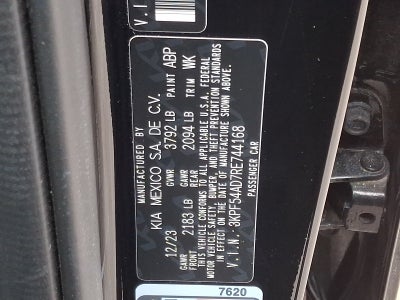 V.I
MANUFACTURED BY
KIA MEXICO S.A. DE C.V.
12/23 GVWR 3792 LB PAINT ABP
GAWR FRONT 2183 LB GAWR REAR 2094 LB TRIM WK
THIS VEHICLE CONFORMS TO ALL APPLICABLE U.S.A. FEDERAL
MOTOR VEHICLE SAFETY, BUMPER, AND THEFT PREVENTION STANDARDS
IN EFFECT ON THE DATE OF MANUFACTURE SHOWN ABOVE.
V.I.N.: 3KPF54AD7RE744168
PASSENGER CAR
7620